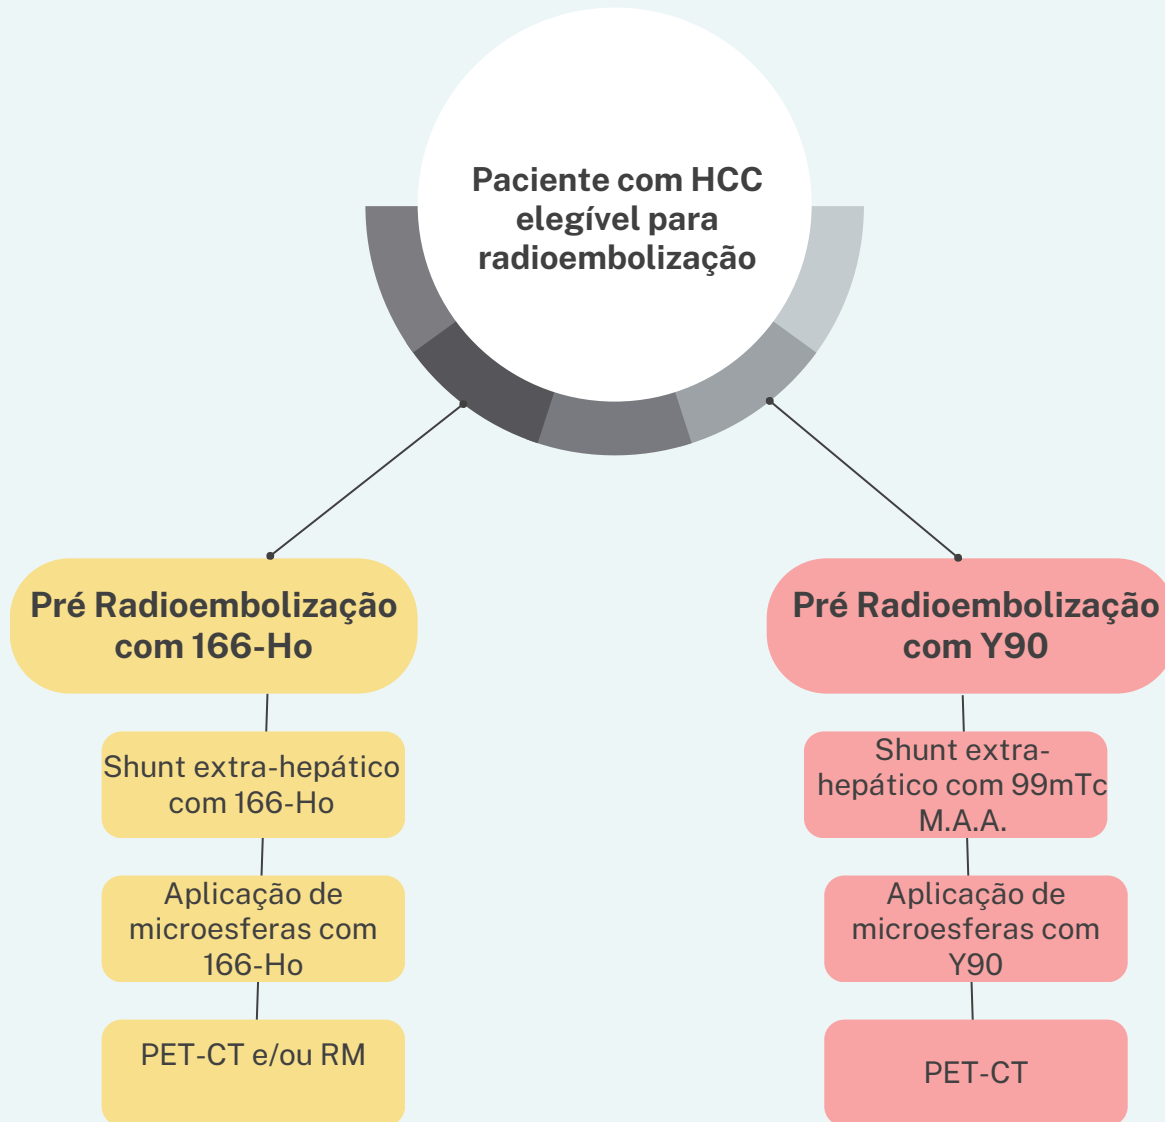 Paciente com HCC
elegível para
radioembolização
Pré Radioembolização
com 166-Ho
Shunt extra-hepático
com 166-Ho
Aplicação de
microesferas com
166-Ho
PET-CT e/ou RM
Pré Radioembolização
com Y90
Shunt extra-
hepático com 99mTc
M.A.A.
Aplicação de
microesferas com
Y90
PET-CT